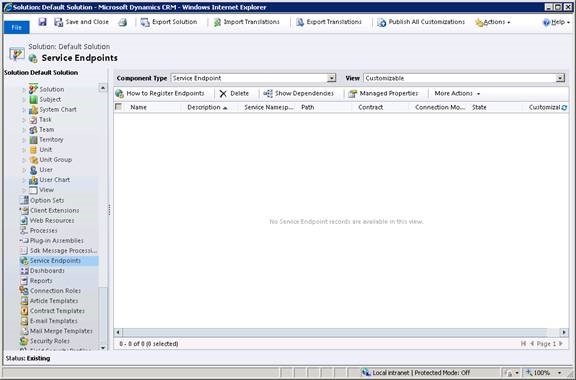 Solution: Default Solution - Microsoft Dynamics CRM - Windows Internet Explorer
File Save and Close Export Solution Import Translations Export Translations Publish All Customizations Actions Help
Solution: Default Solution
Service Endpoints
Solution Default Solution
Component Type Service Endpoint View Customizable
How to Register Endpoints Delete Show Dependencies Managed Properties More Actions
Name Description Service Namesp... Path Contract Connection Mo... State Customizal
Solution
Subject
System Chart
Task
Team
Territory
Unit
Unit Group
User
User Chart
View
Option Sets
Client Extensions
Web Resources
Processes
Plug-in Assemblies
Sdk Message Processi...
Service Endpoints
Dashboards
Reports
Connection Roles
Article Templates
Contract Templates
E-mail Templates
Mail Merge Templates
Security Roles
Field Security Profiles
No Service Endpoint records are available in this view.
0 - 0 of 0 (0 selected) Page 1
Status: Existing
Local intranet | Protected Mode: Off 100%